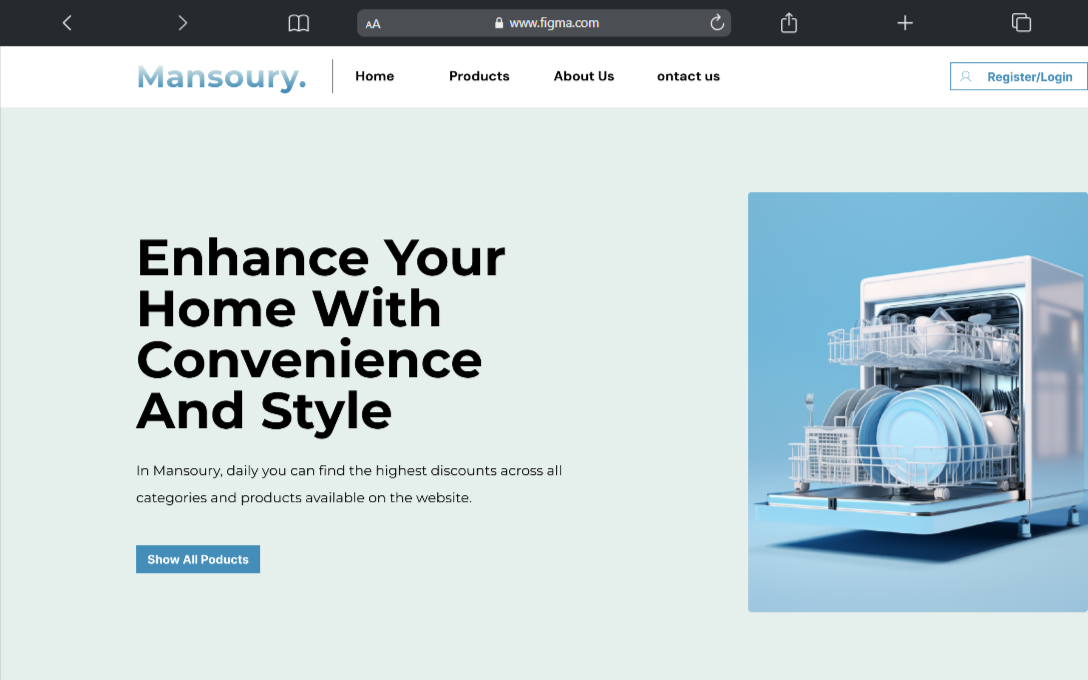 AA www.figma.com
Mansoury. Home Products About Us ontact us Register/Login
Enhance Your
Home With
Convenience
And Style
In Mansoury, daily you can find the highest discounts across all
categories and products available on the website.
Show All Poducts